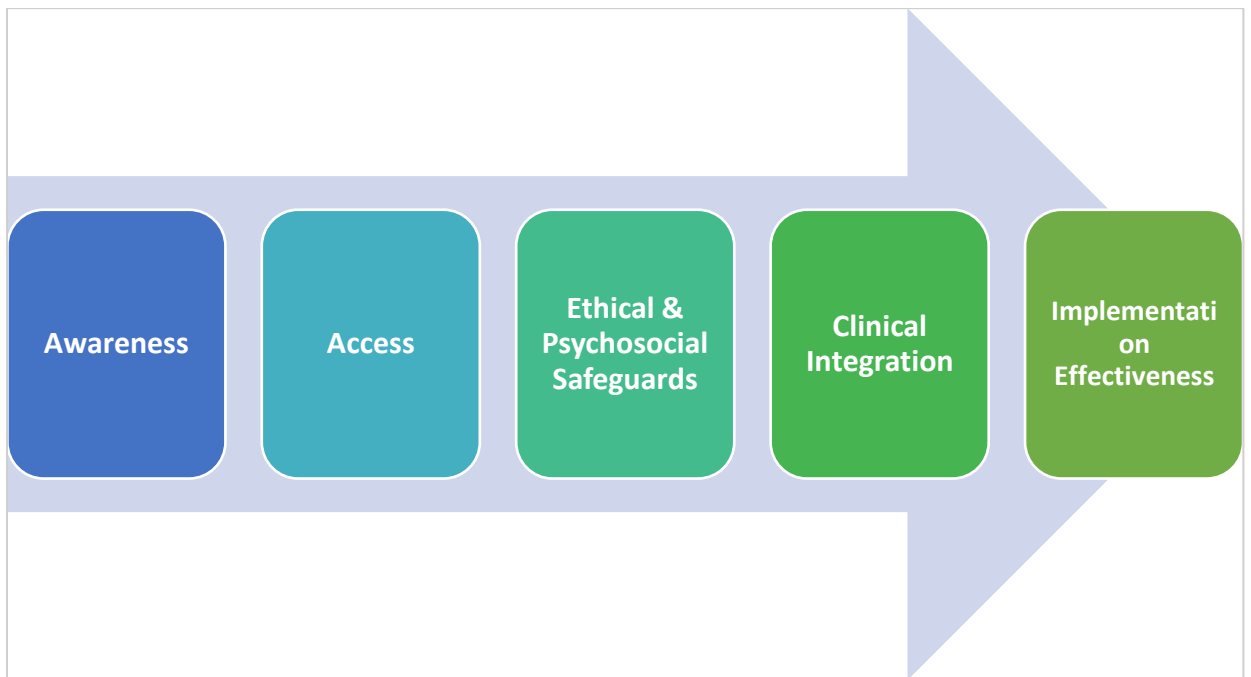 Awareness
Access
Ethical &
Psychosocial
Safeguards
Clinical
Integration
Implementati
on
Effectiveness